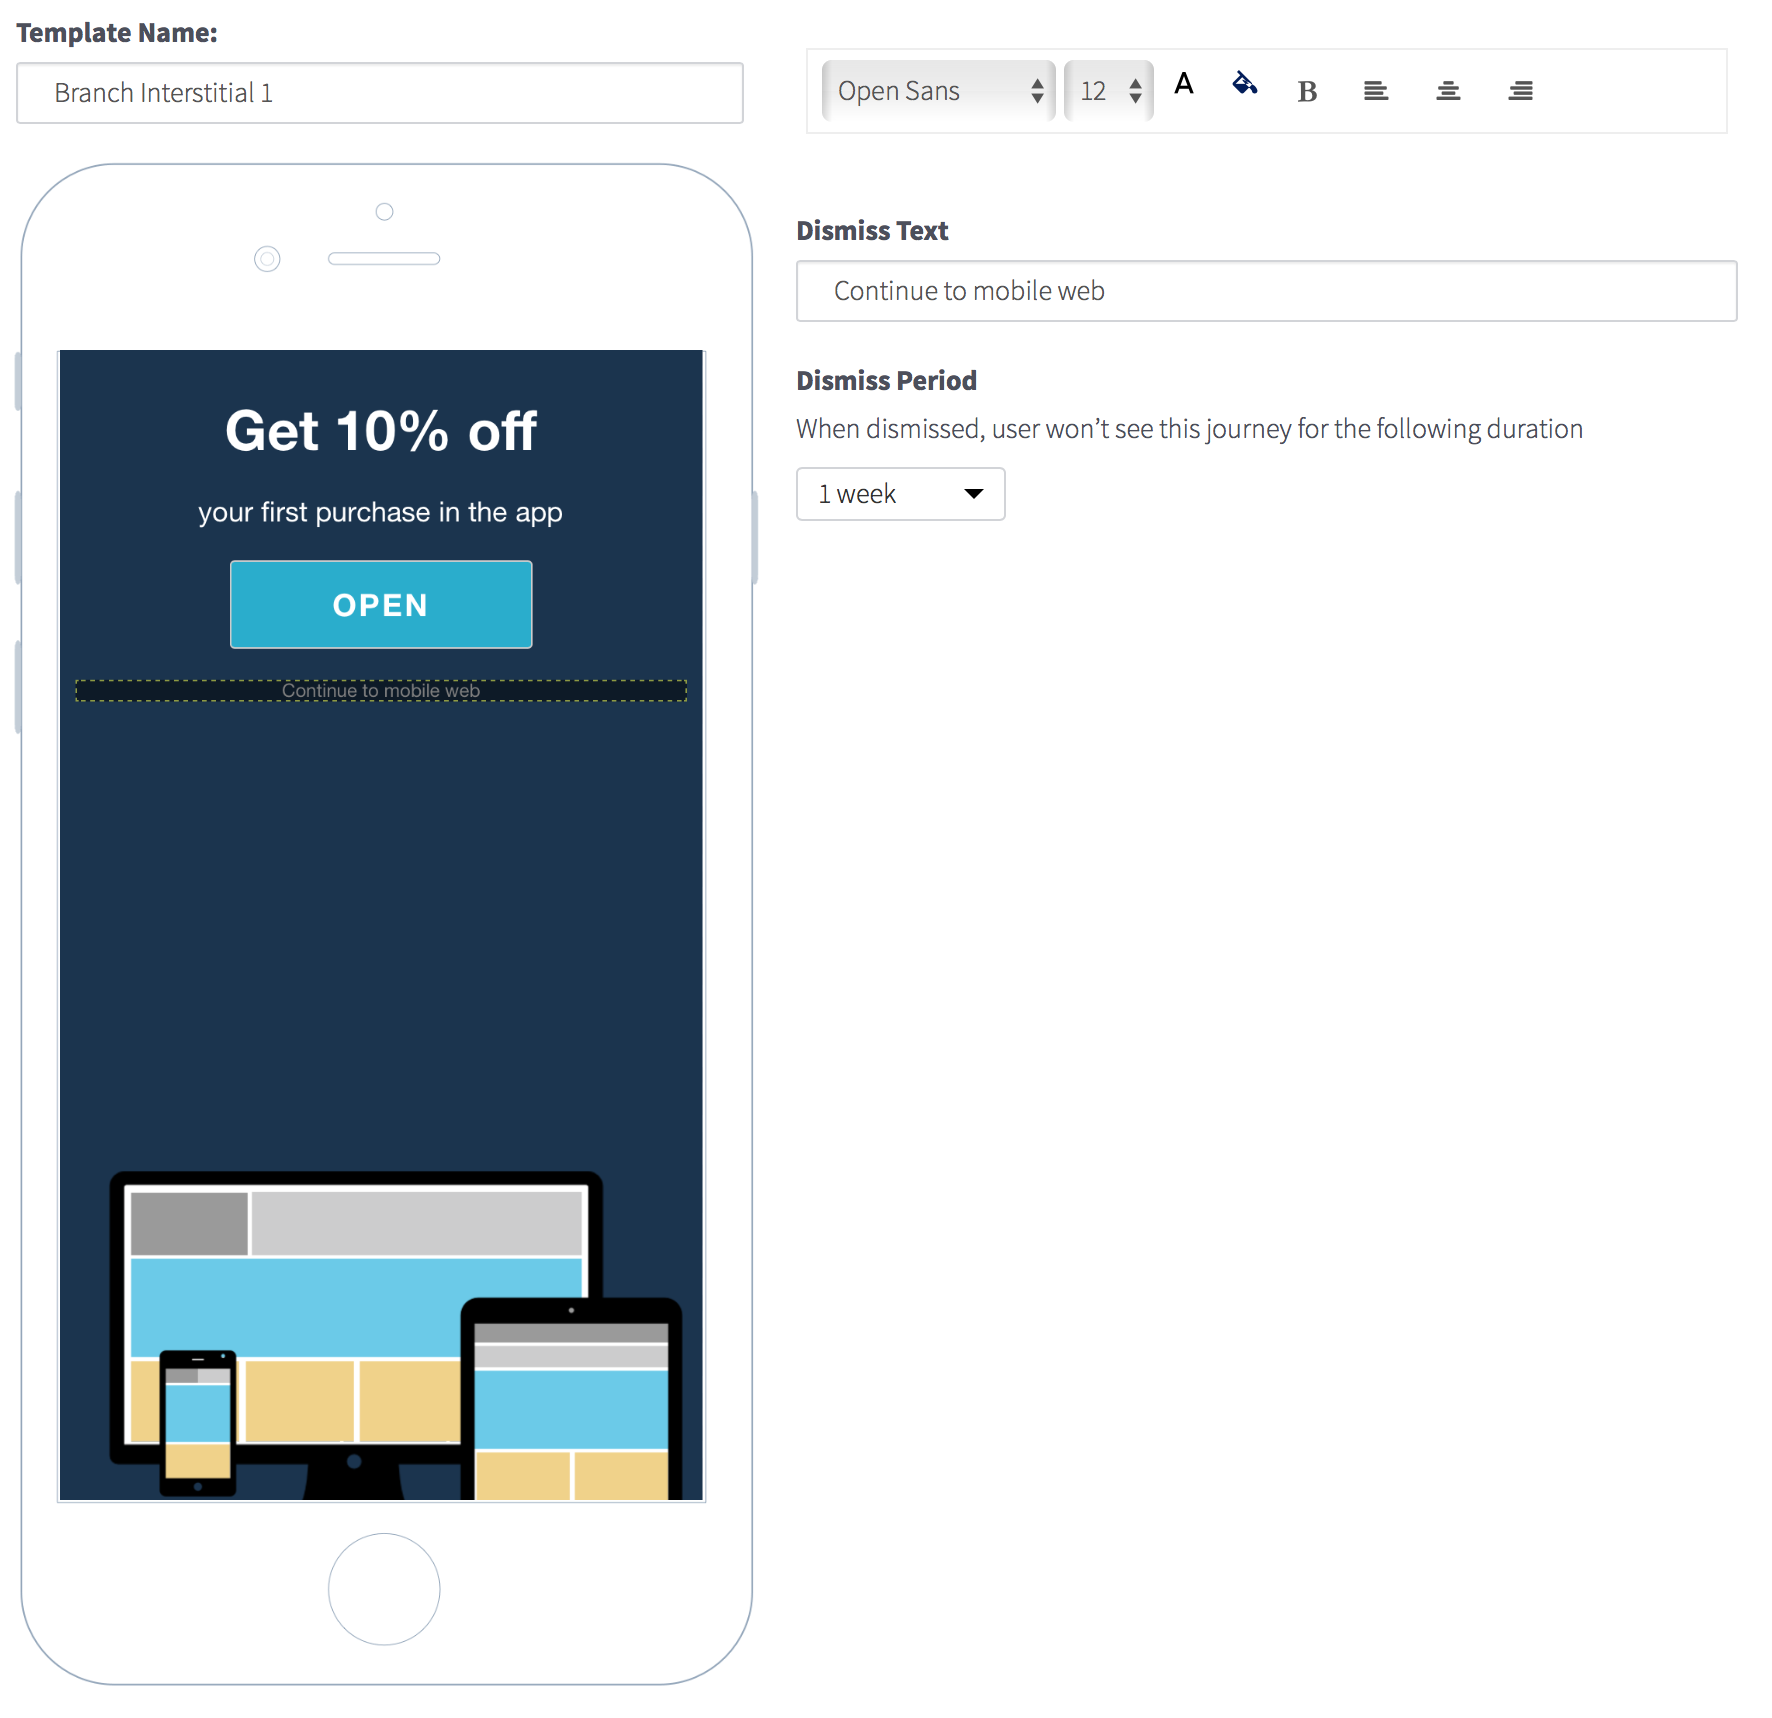 Template Name:
Branch Interstitial 1
Open Sans
12
A
B
Dismiss Text
Continue to mobile web
Dismiss Period
When dismissed, user won’t see this journey for the following duration
1 week
Get 10% off
your first purchase in the app
OPEN
Continue to mobile web